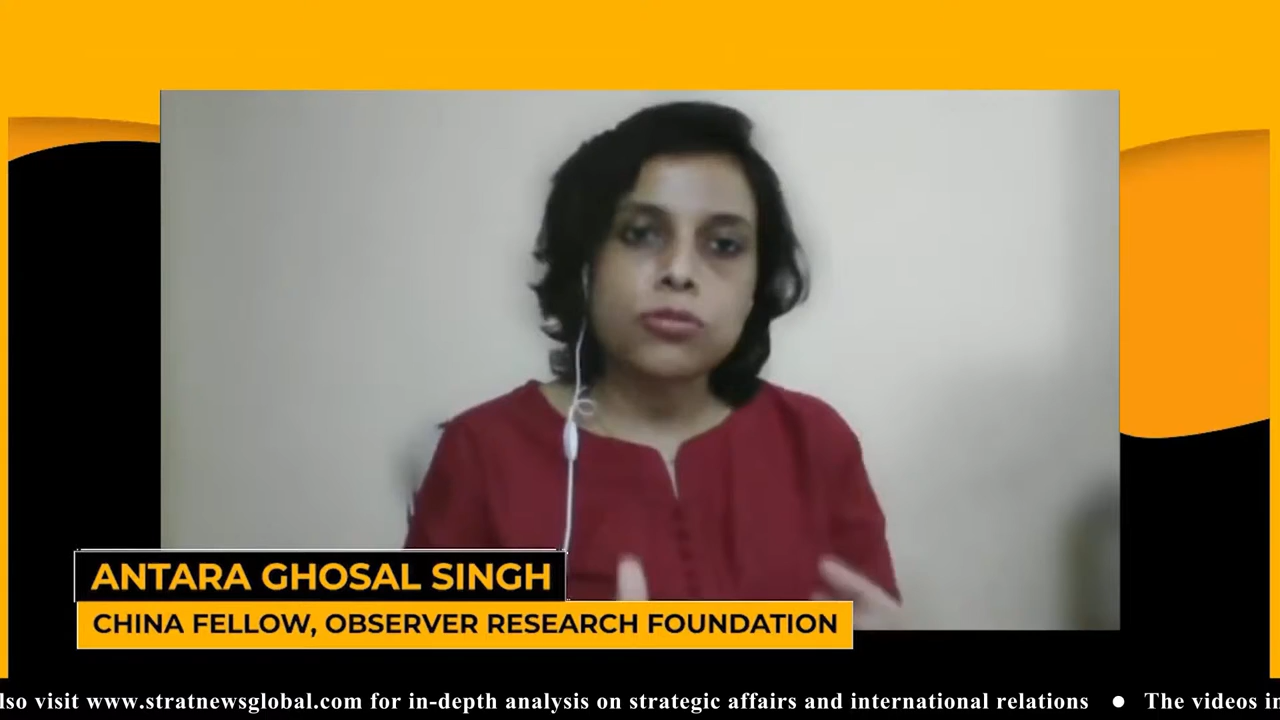 ANTARA GHOSAL SINGH
CHINA FELLOW, OBSERVER RESEARCH FOUNDATION
lso visit www.stratnewsglobal.com for in-depth analysis on strategic affairs and international relations ● The videos i